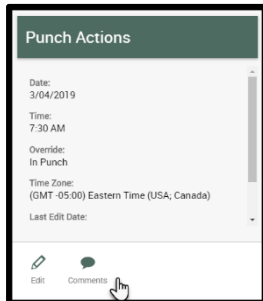 Punch Actions
Date:
3/04/2019
Time:
7:30 AM
Override:
In Punch
Time Zone:
(GMT -05:00) Eastern Time (USA; Canada)
Last Edit Date:
Edit Comments